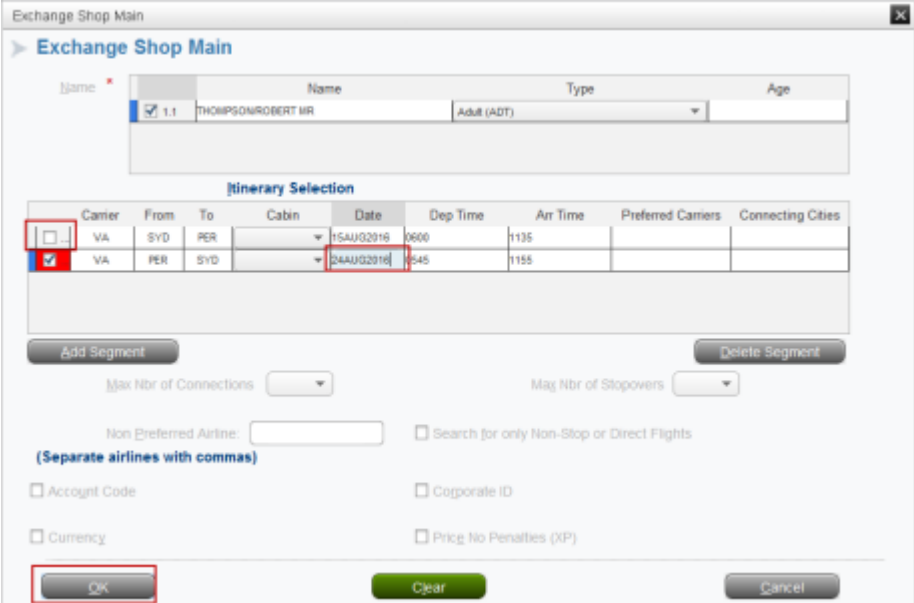 Exchange Shop Main
Exchange Shop Main
Name *
Name Type Age
1.1 THOMPSON/ROBERT MR Adult (ADT)
Itinerary Selection
Carrier From To Cabin Date Dep Time Arr Time Preferred Carriers Connecting Cities
... VA SYD PER 15AUG2016 0600 1135
VA PER SYD 24AUG2016 0545 1155
Add Segment Delete Segment
Max Nbr of Connections Max Nbr of Stopovers
Non Preferred Airline: Search for only Non-Stop or Direct Flights
(Separate airlines with commas)
Account Code Corporate ID
Currency Price No Penalties (XP)
OK Clear Cancel